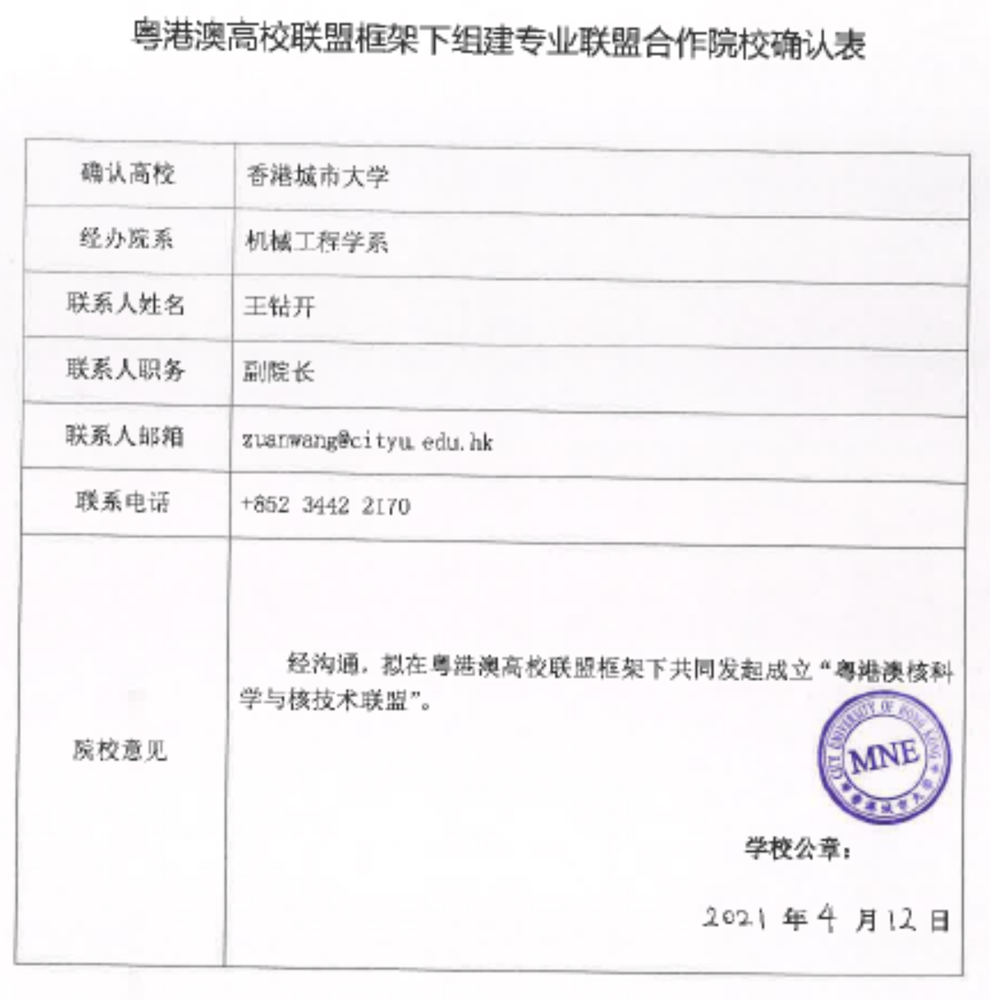 粤港澳高校联盟框架下组建专业联盟合作院校确认表
确认高校 香港城市大学
经办院系 机械工程学系
联系人姓名 王钻开
联系人职务 副院长
联系人邮箱 zuanwang@cityu.edu.hk
联系电话 +852 3442 2170
经沟通，拟在粤港澳高校联盟框架下共同发起成立“粤港澳核科
学与核技术联盟”。
院校意见
CITY UNIVERSITY OF HONG KONG
MNE
香港城市大学
学校公章：
2021 年 4 月 12 日